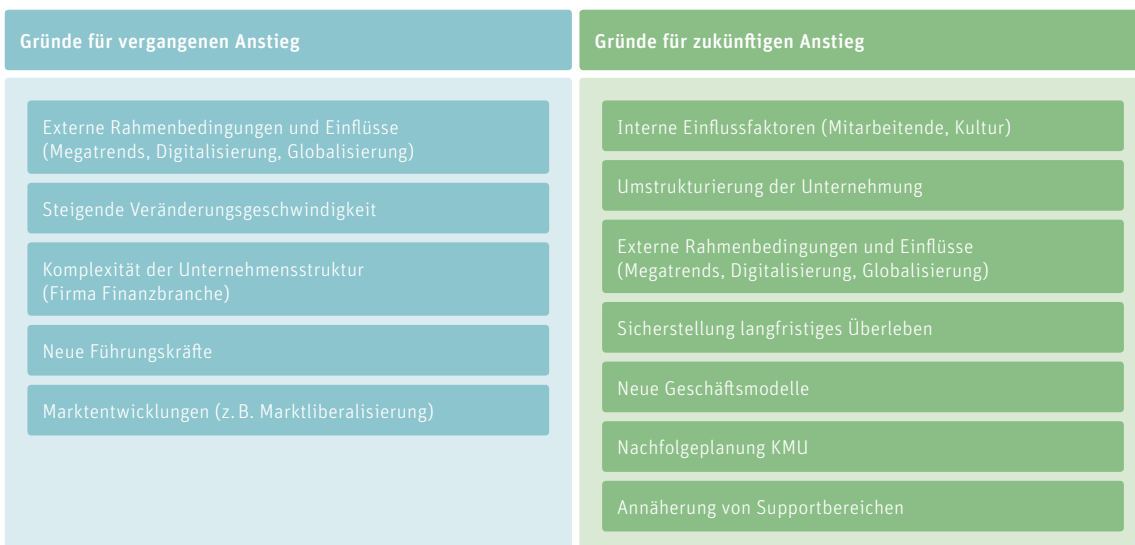 Gründe für vergangenen Anstieg
Externe Rahmenbedingungen und Einflüsse
(Megatrends, Digitalisierung, Globalisierung)
Steigende Veränderungsgeschwindigkeit
Komplexität der Unternehmensstruktur
(Firma Finanzbranche)
Neue Führungskräfte
Marktentwicklungen (z. B. Marktliberalisierung)
Gründe für zukünftigen Anstieg
Interne Einflussfaktoren (Mitarbeitende, Kultur)
Umstrukturierung der Unternehmung
Externe Rahmenbedingungen und Einflüsse
(Megatrends, Digitalisierung, Globalisierung)
Sicherstellung langfristiges Überleben
Neue Geschäftsmodelle
Nachfolgeplanung KMU
Annäherung von Supportbereichen